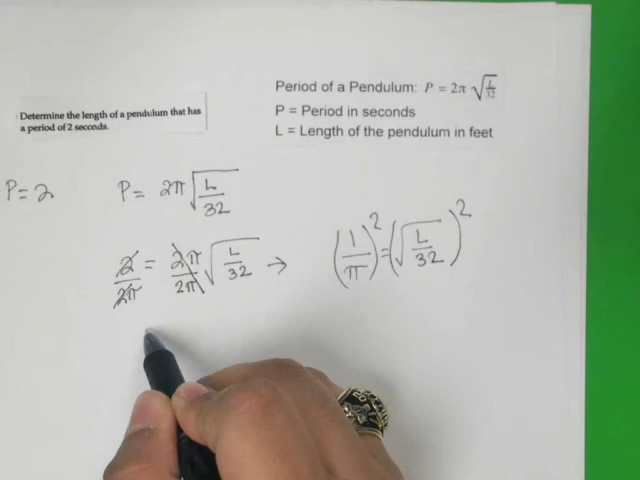 Period of a Pendulum: P = 2π √(L/32)
P = Period in seconds
L = Length of the pendulum in feet
Determine the length of a pendulum that has
a period of 2 seconds.
P = 2    P = 2π √(L/32)
2/2π = 2π/2π √(L/32) → (1/π)² = (√(L/32))²